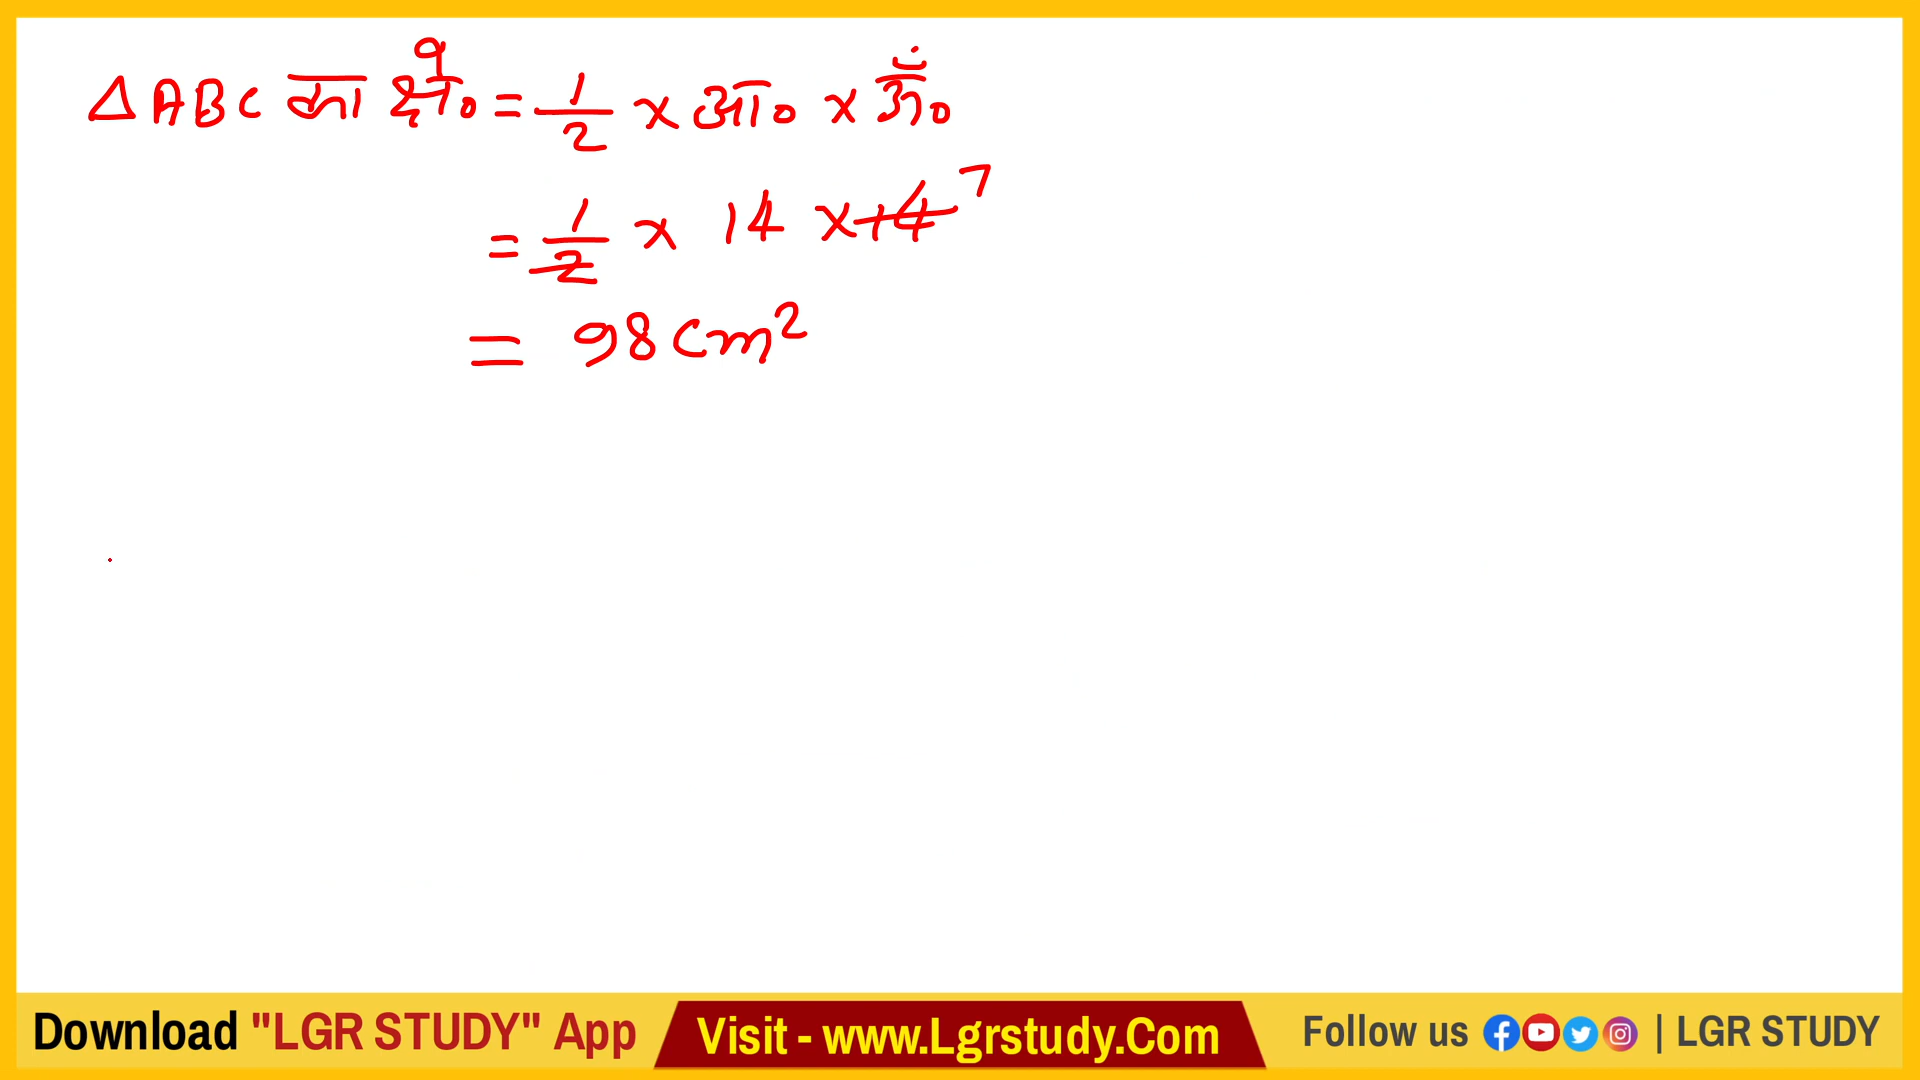 △ABC का क्षे० = 1/2 × आ० × ऊँ०
= 1/2 × 14 × 14 7
= 98 Cm²
Download "LGR STUDY" App
Visit - www.Lgrstudy.Com
Follow us | LGR STUDY